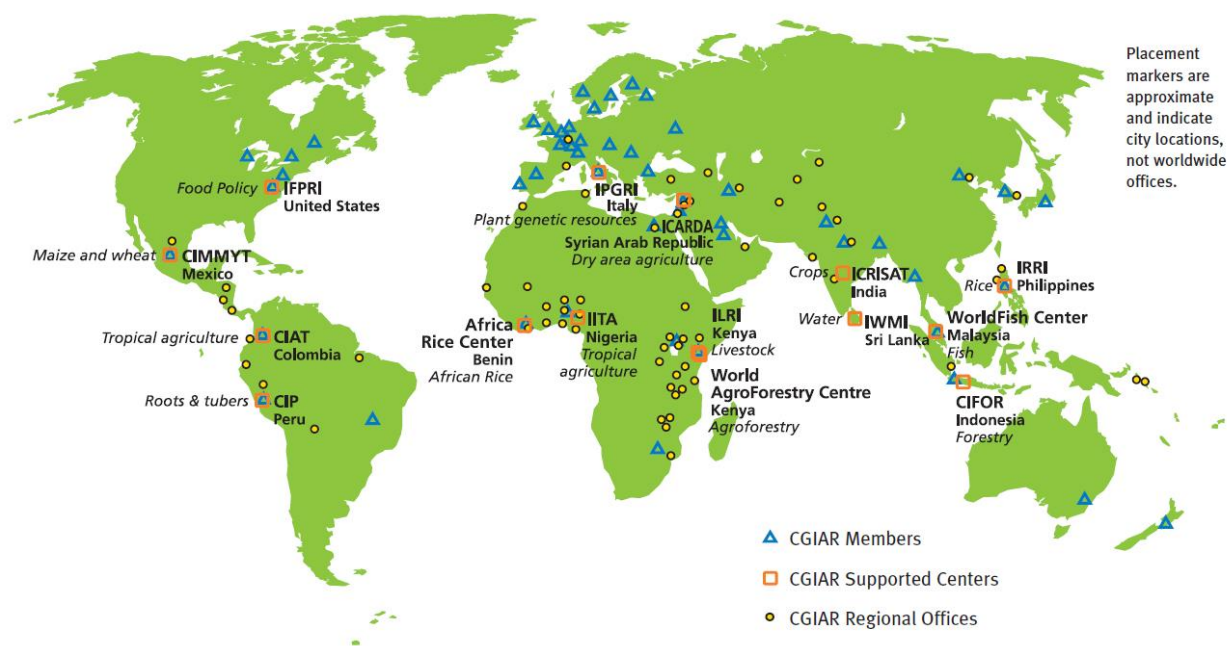 Placement
markers are
approximate
and indicate
city locations,
not worldwide
offices.
Food Policy
IFPRI
United States
Maize and wheat
CIMMYT
Mexico
Tropical agriculture
CIAT
Colombia
Roots & tubers
CIP
Peru
IPGRI
Italy
Plant genetic resources
ICARDA
Syrian Arab Republic
Dry area agriculture
Africa
Rice Center
Benin
African Rice
IITA
Nigeria
Tropical
agriculture
ILRI
Kenya
Livestock
World
AgroForestry Centre
Kenya
Agroforestry
Crops
ICRISAT
India
Water
IWMI
Sri Lanka
Rice
IRRI
Philippines
WorldFish Center
Malaysia
Fish
CIFOR
Indonesia
Forestry
CGIAR Members
CGIAR Supported Centers
CGIAR Regional Offices